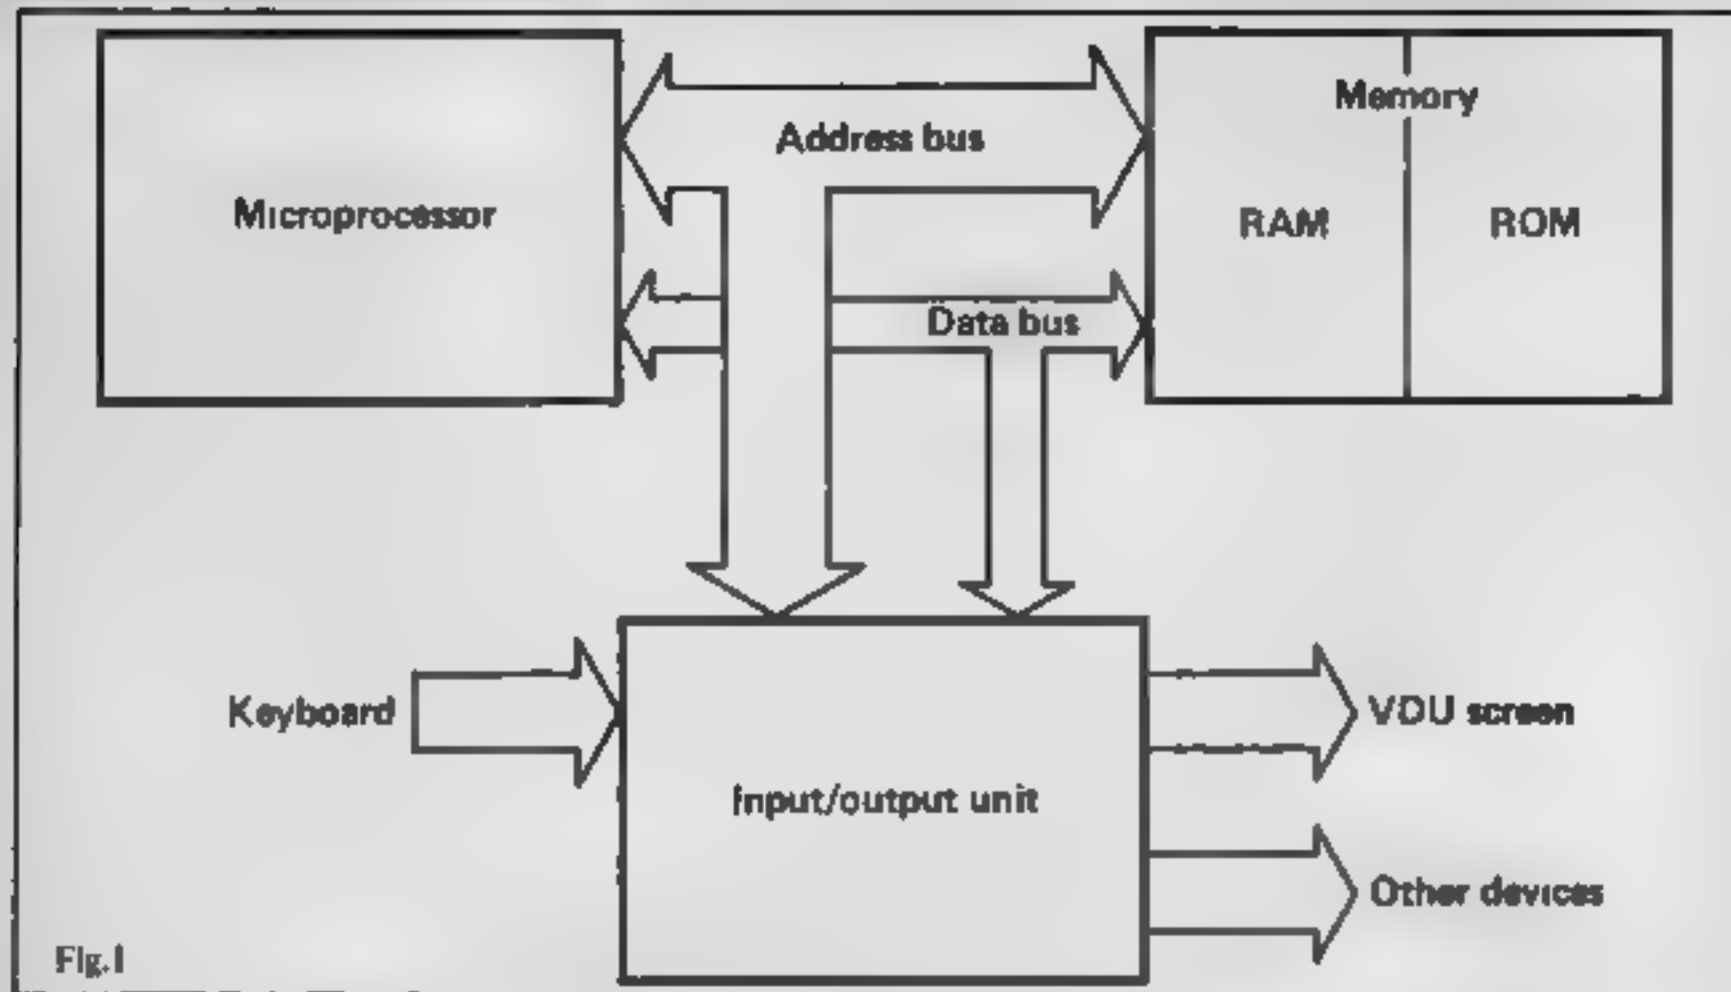 Memory
Address bus
Microprocessor
RAM
ROM
Data bus
Keyboard
VDU screen
Input/output unit
Other devices
Fig.1